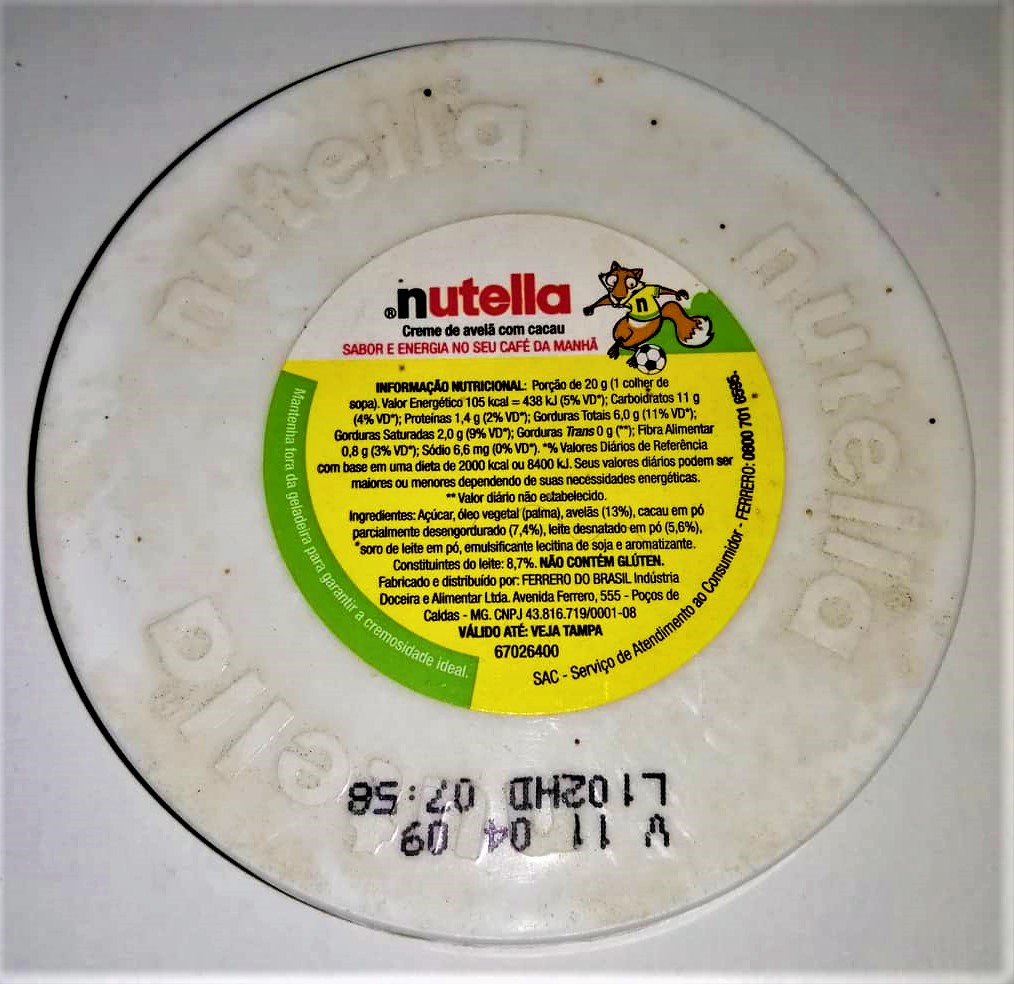 nutella
nutella
nutella
®nutella
Creme de avelã com cacau
SABOR E ENERGIA NO SEU CAFÉ DA MANHÃ
n
INFORMAÇÃO NUTRICIONAL: Porção de 20 g (1 colher de
sopa). Valor Energético 105 kcal = 438 kJ (5% VD*); Carboidratos 11 g
(4% VD*); Proteínas 1,4 g (2% VD*); Gorduras Totais 6,0 g (11% VD*);
Gorduras Saturadas 2,0 g (9% VD*); Gorduras Trans 0 g (**); Fibra Alimentar
0,8 g (3% VD*); Sódio 6,6 mg (0% VD*). *% Valores Diários de Referência
com base em uma dieta de 2000 kcal ou 8400 kJ. Seus valores diários podem ser
maiores ou menores dependendo de suas necessidades energéticas.
** Valor diário não estabelecido.
Ingredientes: Açúcar, óleo vegetal (palma), avelãs (13%), cacau em pó
parcialmente desengordurado (7,4%), leite desnatado em pó (5,6%),
soro de leite em pó, emulsificante lecitina de soja e aromatizante.
Constituintes do leite: 8,7%. NÃO CONTÉM GLÚTEN.
Fabricado e distribuído por: FERRERO DO BRASIL Indústria
Doceira e Alimentar Ltda. Avenida Ferrero, 555 - Poços de
Caldas - MG. CNPJ 43.816.719/0001-08
VÁLIDO ATÉ: VEJA TAMPA
67026400
Mantenha fora da geladeira para garantir a cremosidade ideal.
SAC - Serviço de Atendimento ao Consumidor - FERRERO: 0800 701 6595.
V 11 04 09
L102HD 07:58